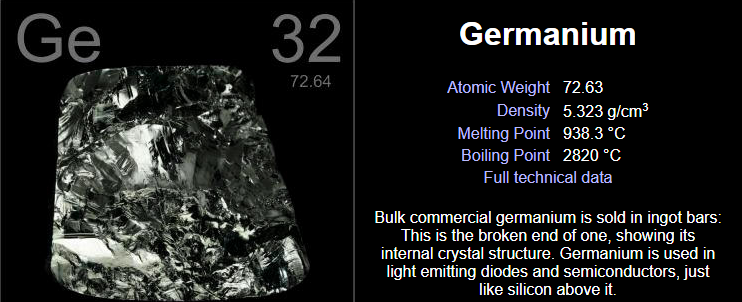 Ge 32
72.64
Germanium
Atomic Weight 72.63
Density 5.323 g/cm³
Melting Point 938.3 °C
Boiling Point 2820 °C
Full technical data
Bulk commercial germanium is sold in ingot bars:
This is the broken end of one, showing its
internal crystal structure. Germanium is used in
light emitting diodes and semiconductors, just
like silicon above it.